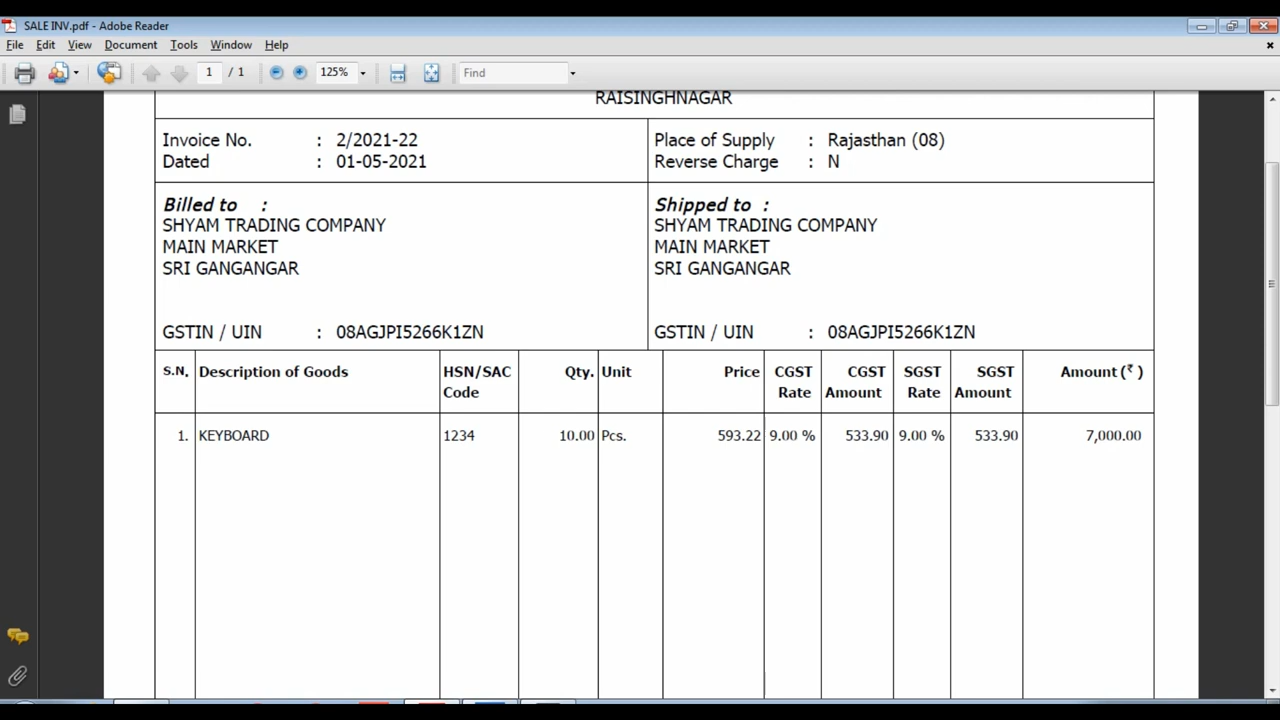 SALE INV.pdf - Adobe Reader
File Edit View Document Tools Window Help
1 / 1 125% Find
RAISINGHNAGAR
Invoice No. : 2/2021-22
Dated : 01-05-2021
Place of Supply : Rajasthan (08)
Reverse Charge : N
Billed to :
SHYAM TRADING COMPANY
MAIN MARKET
SRI GANGANGAR
GSTIN / UIN : 08AGJPI5266K1ZN
Shipped to :
SHYAM TRADING COMPANY
MAIN MARKET
SRI GANGANGAR
GSTIN / UIN : 08AGJPI5266K1ZN
S.N. Description of Goods HSN/SAC Code Qty. Unit Price CGST Rate CGST Amount SGST Rate SGST Amount Amount (₹ )
1. KEYBOARD 1234 10.00 Pcs. 593.22 9.00 % 533.90 9.00 % 533.90 7,000.00